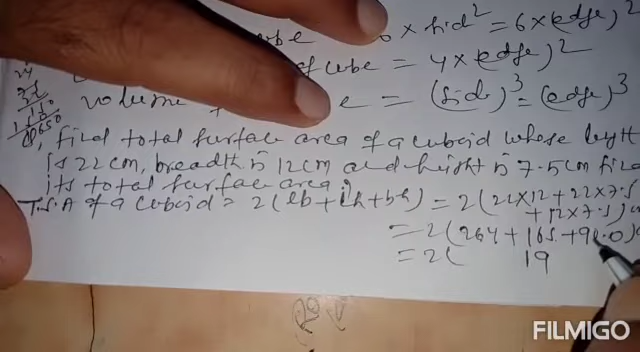 × sid² = 6 × (edge)²
of cube = 4 × (edge)²
volume = (side)³ = (edge)³
, find total surface area of a cuboid whose length
is 22 cm, breadth is 12 cm and height is 7.5 cm find
its total surface area.
T.S.A of a cuboid = 2(lb + lh + bh) = 2(22×12 + 22×7.5
+ 12×7.5)
= 2(264 + 165 + 90.0)
= 2( 19
FILMIGO